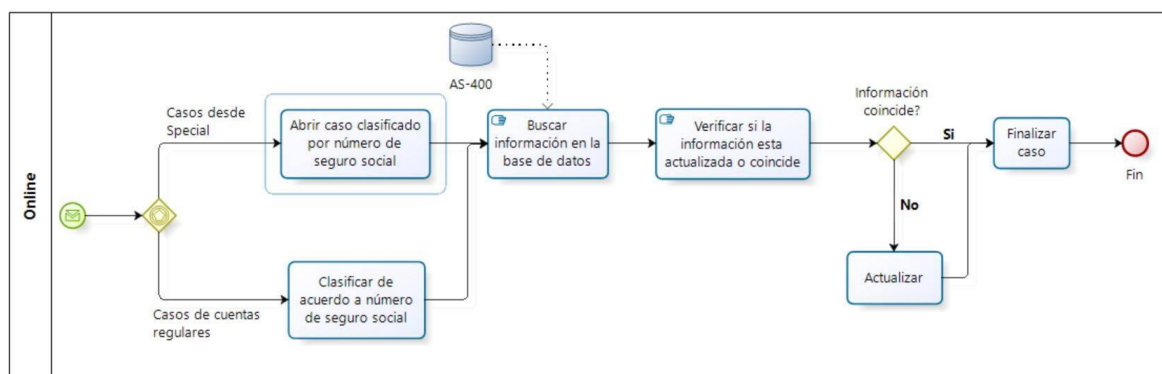 Online
Casos desde
Special
Abrir caso clasificado
por número de
seguro social
AS-400
Buscar
información en la
base de datos
Verificar si la
información esta
actualizada o coincide
Información
coincide?
Si
Finalizar
caso
Fin
No
Actualizar
Casos de cuentas
regulares
Clasificar de
acuerdo a número
de seguro social